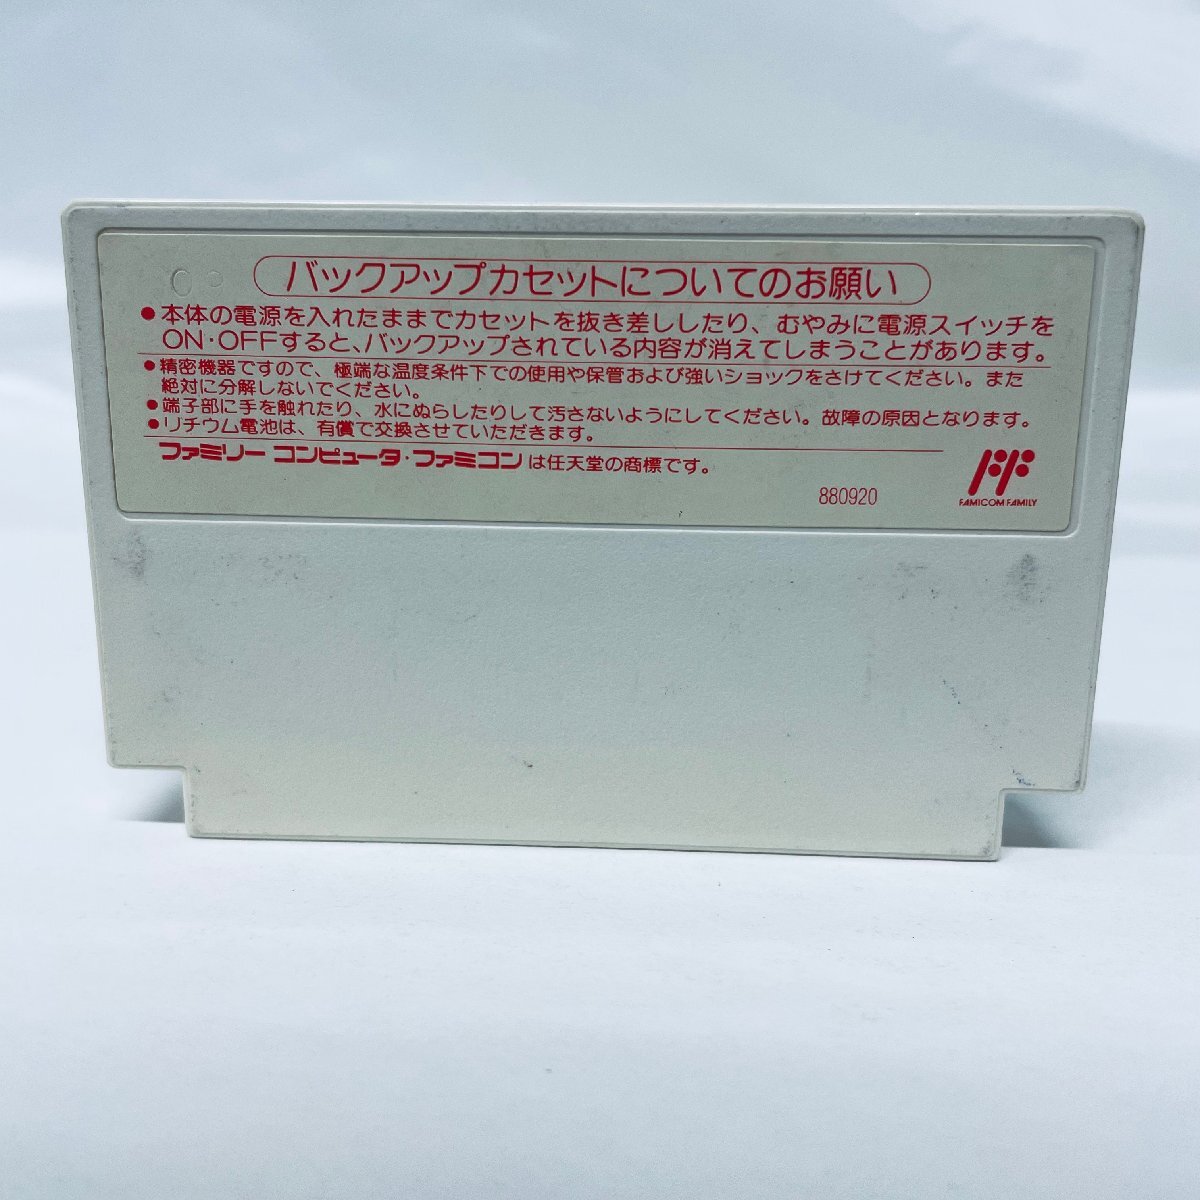 バックアップカセットについてのお願い
●本体の電源を入れたままでカセットを抜き差ししたり、むやみに電源スイッチを
ON・OFFすると、バックアップされている内容が消えてしまうことがあります。
●精密機器ですので、極端な温度条件下での使用や保管および強いショックをさけてください。また
絶対に分解しないでください。
●端子部に手を触れたり、水にぬらしたりして汚さないようにしてください。故障の原因となります。
●リチウム電池は、有償で交換させていただきます。
ファミリー コンピュータ・ファミコン は任天堂の商標です。
880920
FAMICOM FAMILY